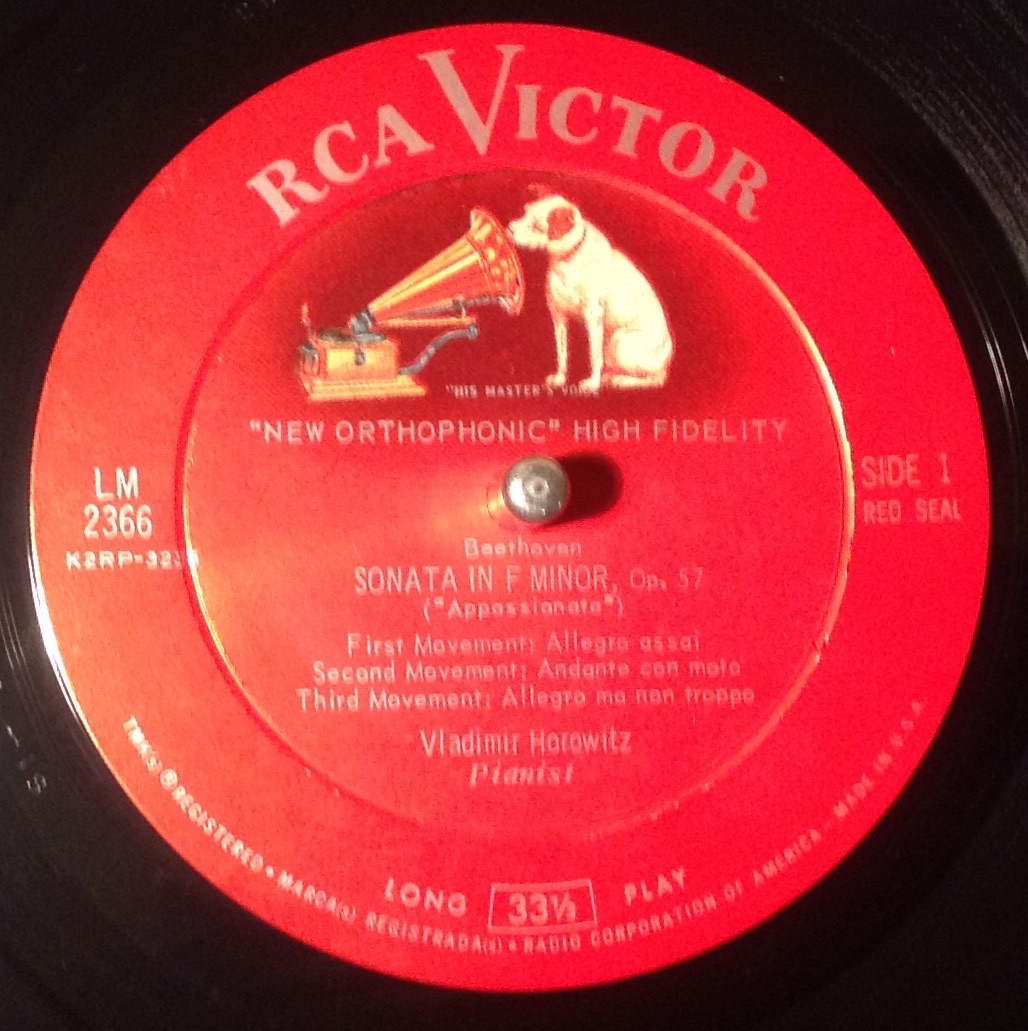 RCA VICTOR
"HIS MASTER'S VOICE"
"NEW ORTHOPHONIC" HIGH FIDELITY
LM
2366
SIDE 1
RED SEAL
Beethoven
SONATA IN F MINOR, Op. 57
("Appassionata")
First Movement: Allegro assai
Second Movement: Andante con moto
Third Movement: Allegro ma non troppo
Vladimir Horowitz
Pianist
LONG 33⅓ PLAY
TMK(s) ® REGISTERED • MARCA(s) REGISTRADA(s) • RADIO CORPORATION OF AMERICA - MADE IN U.S.A.